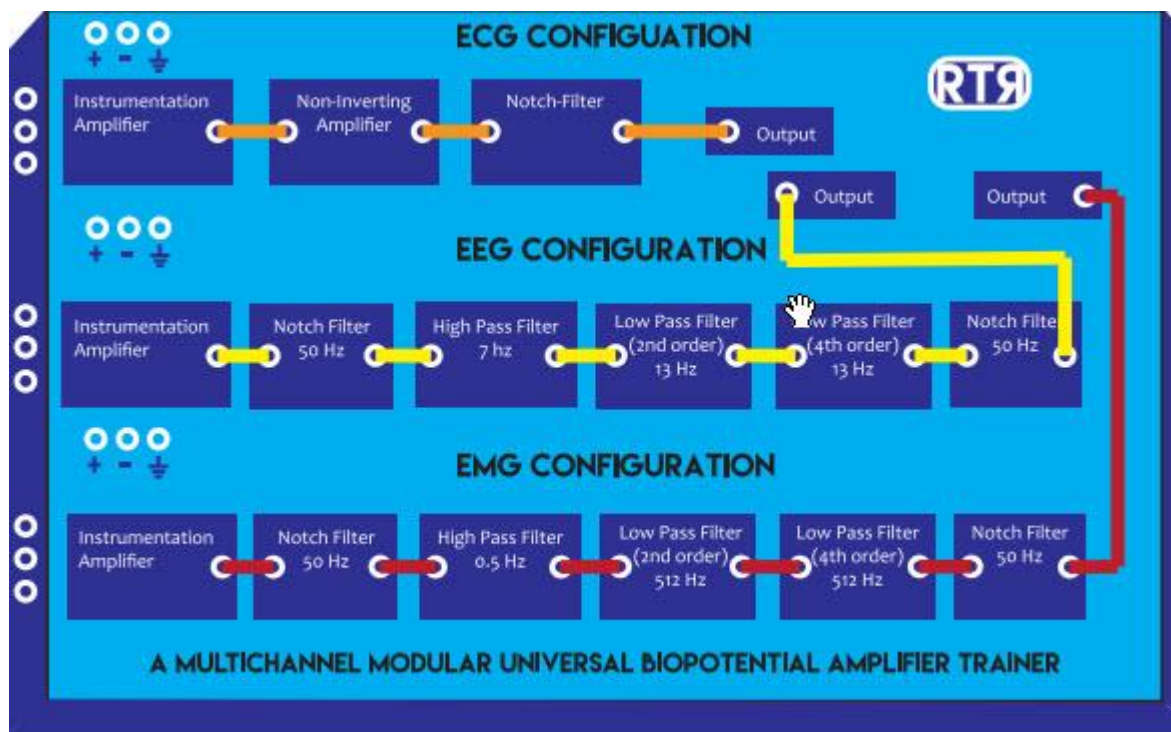 ECG CONFIGUATION
+ -
RTЯ
Instrumentation
Amplifier
Non-Inverting
Amplifier
Notch-Filter
Output
Output
Output
+ -
EEG CONFIGURATION
Instrumentation
Amplifier
Notch Filter
50 Hz
High Pass Filter
7 hz
Low Pass Filter
(2nd order)
13 Hz
Pass Filter
(4th order)
13 Hz
Notch Filter
50 Hz
+ -
EMG CONFIGURATION
Instrumentation
Amplifier
Notch Filter
50 Hz
High Pass Filter
0.5 Hz
Low Pass Filter
(2nd order)
512 Hz
Low Pass Filter
(4th order)
512 Hz
Notch Filter
50 Hz
A MULTICHANNEL MODULAR UNIVERSAL BIOPOTENTIAL AMPLIFIER TRAINER